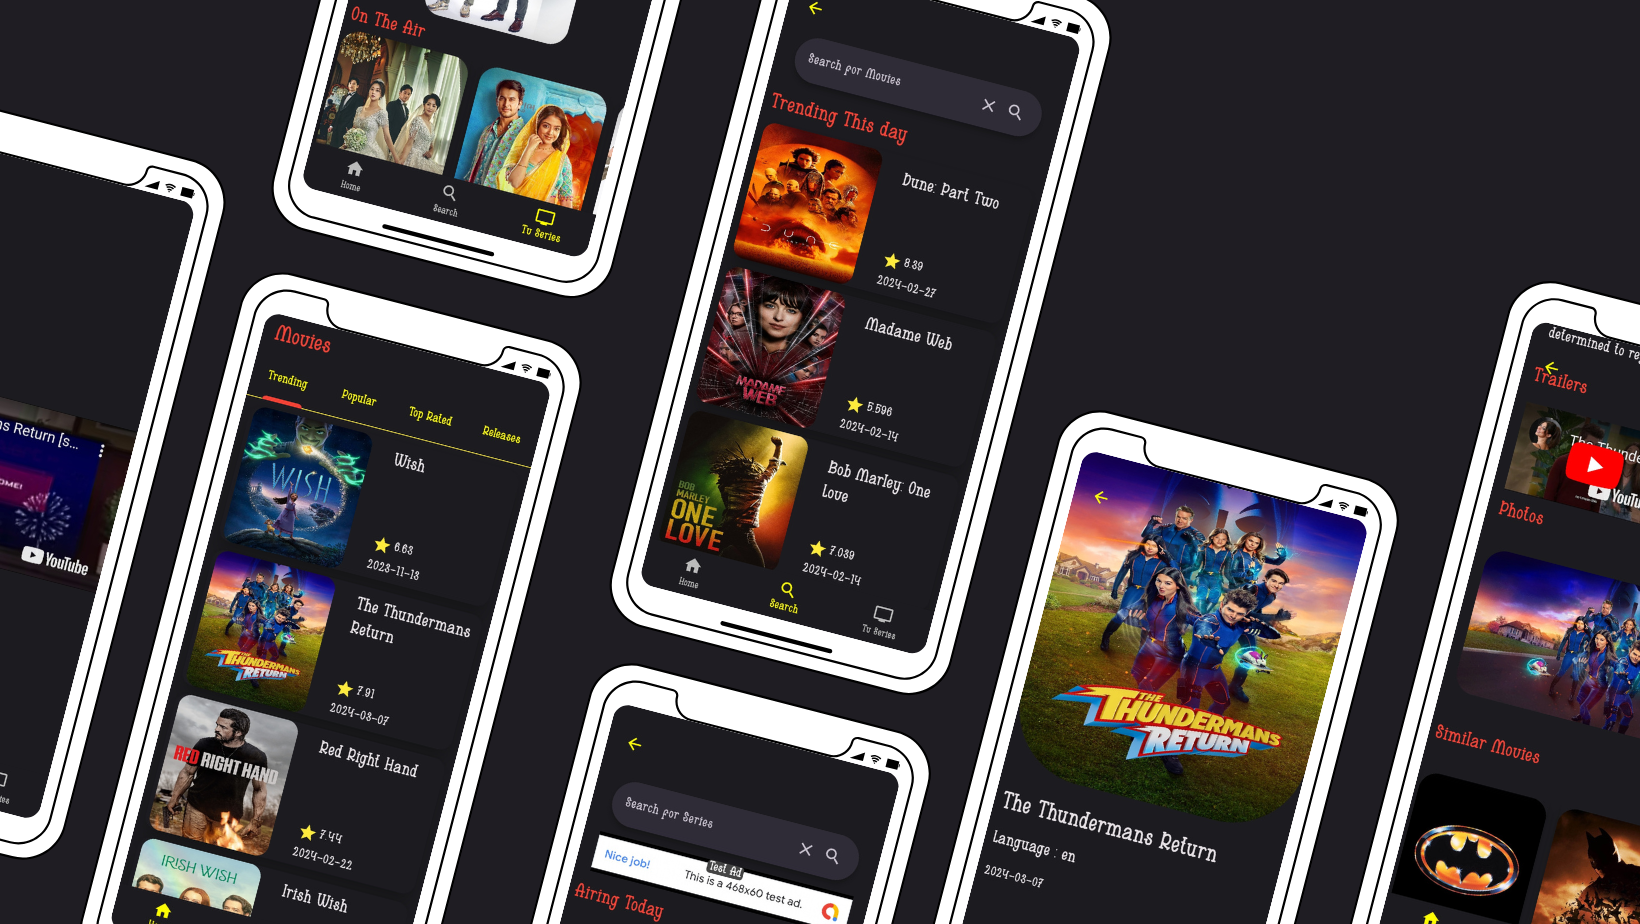 ns Return [s...
OME!
YouTube
ries
On The Air
Home
Search
Tv Series
Movies
Trending
Popular
Top Rated
Releases
WISH
Wish
6.63
2023-11-13
THE
THUNDERMANS
RETURN
The Thundermans
Return
7.91
2024-03-07
RED RIGHT HAND
Red Right Hand
7.44
2024-02-22
IRISH WISH
Irish Wish
Search for Movies
Trending This day
DUNE
Dune: Part Two
8.39
2024-02-27
MADAME
WEB
Madame Web
5.596
2024-02-14
BOB
MARLEY
ONE
LOVE
Bob Marley: One
Love
7.039
2024-02-14
Home
Search
Tv Series
Search for Series
Nice job!
Test Ad
This is a 468x60 test ad.
Airing Today
THE
THUNDERMANS
RETURN
The Thundermans Return
Language : en
2024-03-07
determined to re
Trailers
The Thunde
YouTu
Photos
Similar Movies